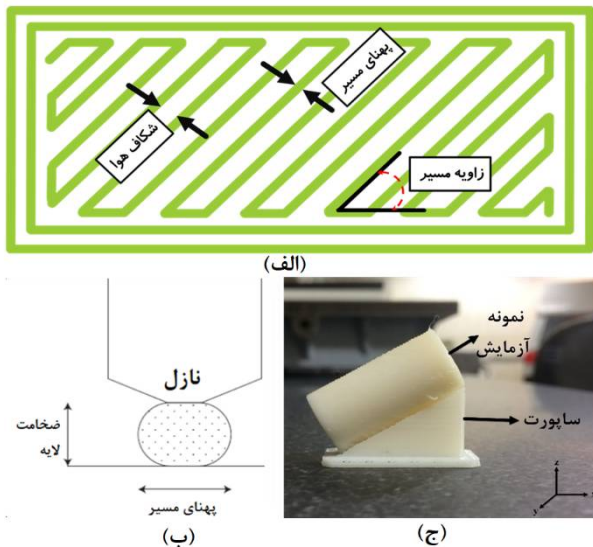 پهنای مسیر
شکاف هوا
زاویه مسیر
(الف)
نازل
ضخامت
لایه
پهنای مسیر
(ب)
نمونه
آزمایش
ساپورت
z
y
x
(ج)